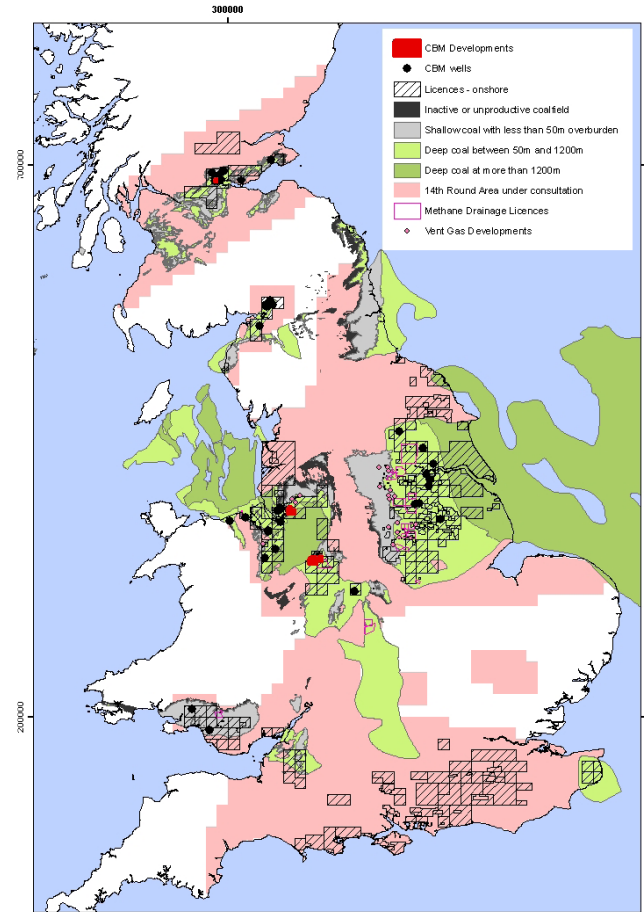 300000
CBM Developments
CBM wells
Licences - onshore
Inactive or unproductive coalfield
Shallow coal with less than 50m overburden
Deep coal between 50m and 1200m
Deep coal at more than 1200m
14th Round Area under consultation
Methane Drainage Licences
Vent Gas Developments
700000
200000